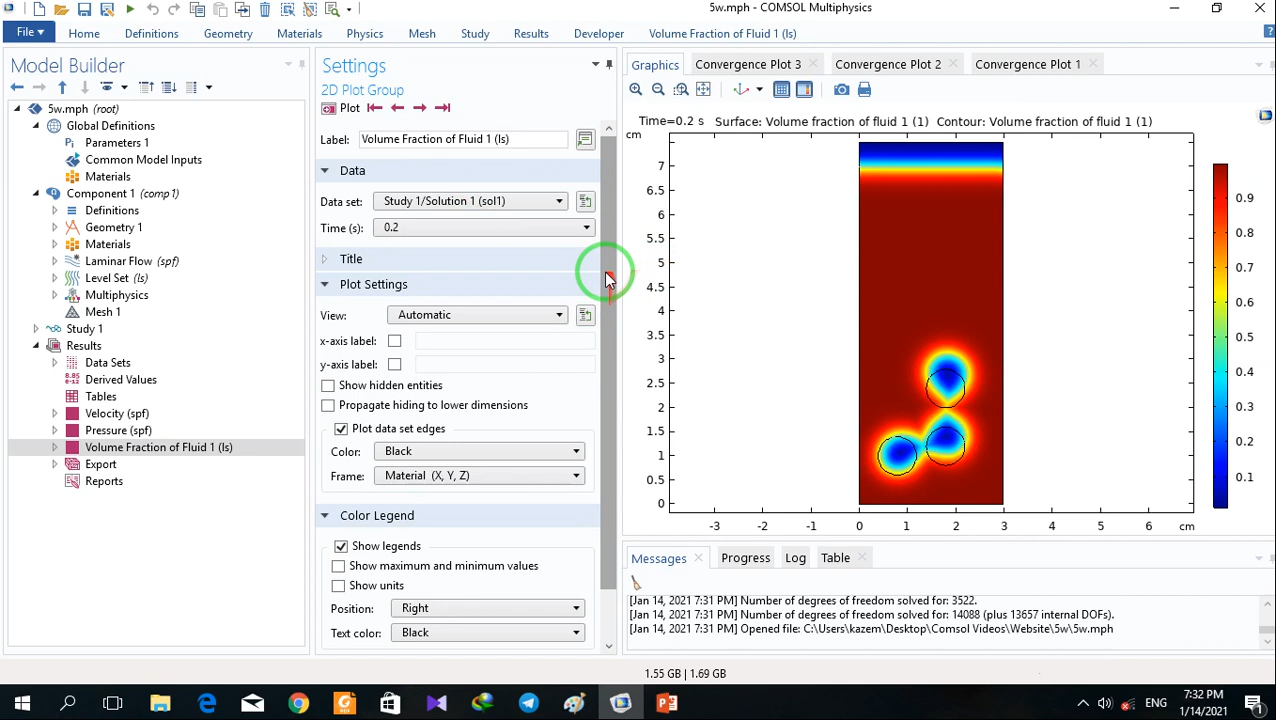 5w.mph - COMSOL Multiphysics
File
Home
Definitions
Geometry
Materials
Physics
Mesh
Study
Results
Developer
Volume Fraction of Fluid 1 (ls)
Model Builder
5w.mph (root)
Global Definitions
Parameters 1
Common Model Inputs
Materials
Component 1 (comp1)
Definitions
Geometry 1
Materials
Laminar Flow (spf)
Level Set (ls)
Multiphysics
Mesh 1
Study 1
Results
Data Sets
Derived Values
Tables
Velocity (spf)
Pressure (spf)
Volume Fraction of Fluid 1 (ls)
Export
Reports
Settings
2D Plot Group
Plot
Label: Volume Fraction of Fluid 1 (ls)
Data
Data set: Study 1/Solution 1 (sol1)
Time (s): 0.2
Title
Plot Settings
View: Automatic
x-axis label:
y-axis label:
Show hidden entities
Propagate hiding to lower dimensions
Plot data set edges
Color: Black
Frame: Material (X, Y, Z)
Color Legend
Show legends
Show maximum and minimum values
Show units
Position: Right
Text color: Black
Graphics
Convergence Plot 3
Convergence Plot 2
Convergence Plot 1
Time=0.2 s Surface: Volume fraction of fluid 1 (1) Contour: Volume fraction of fluid 1 (1)
cm
7
6.5
6
5.5
5
4.5
4
3.5
3
2.5
2
1.5
1
0.5
0
-3 -2 -1 0 1 2 3 4 5 6 cm
0.9
0.8
0.7
0.6
0.5
0.4
0.3
0.2
0.1
Messages
Progress
Log
Table
[Jan 14, 2021 7:31 PM] Number of degrees of freedom solved for: 3522.
[Jan 14, 2021 7:31 PM] Number of degrees of freedom solved for: 14088 (plus 13657 internal DOFs).
[Jan 14, 2021 7:31 PM] Opened file: C:\Users\kazem\Desktop\Comsol Videos\Website\5w\5w.mph
1.55 GB | 1.69 GB
ENG
7:32 PM
1/14/2021